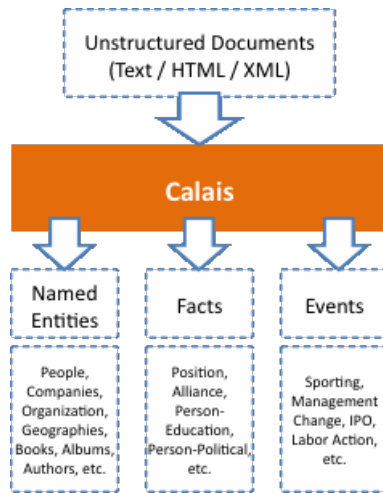 Unstructured Documents
(Text / HTML / XML)
Calais
Named
Entities
Facts
Events
People,
Companies,
Organization,
Geographies,
Books, Albums,
Authors, etc.
Position,
Alliance,
Person-
Education,
Person-Political,
etc.
Sporting,
Management
Change, IPO,
Labor Action,
etc.